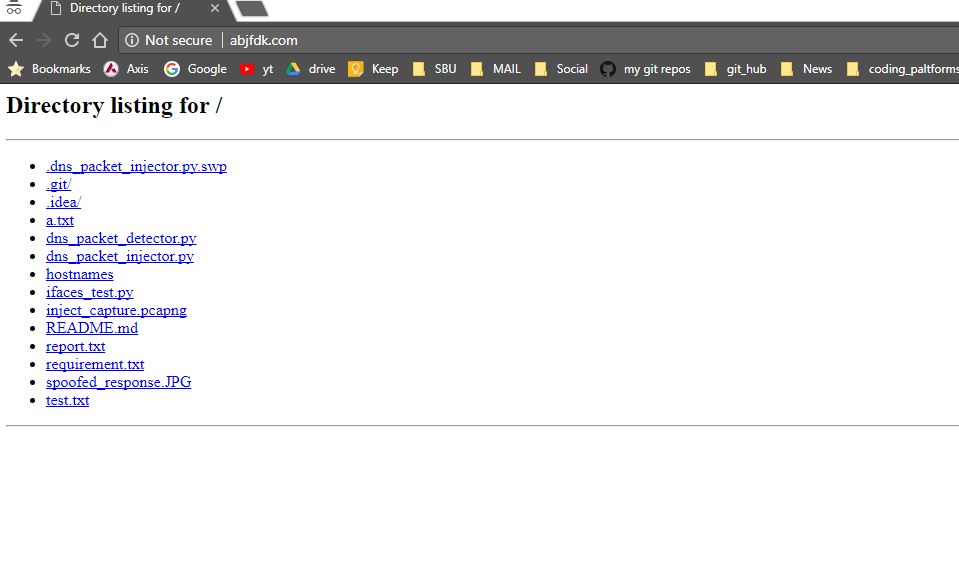 Directory listing for /
Not secure abjfdk.com
Bookmarks Axis Google yt drive Keep SBU MAIL Social my git repos git_hub News coding_paltforms
Directory listing for /
.dns_packet_injector.py.swp
.git/
.idea/
a.txt
dns_packet_detector.py
dns_packet_injector.py
hostnames
ifaces_test.py
inject_capture.pcapng
README.md
report.txt
requirement.txt
spoofed_response.JPG
test.txt